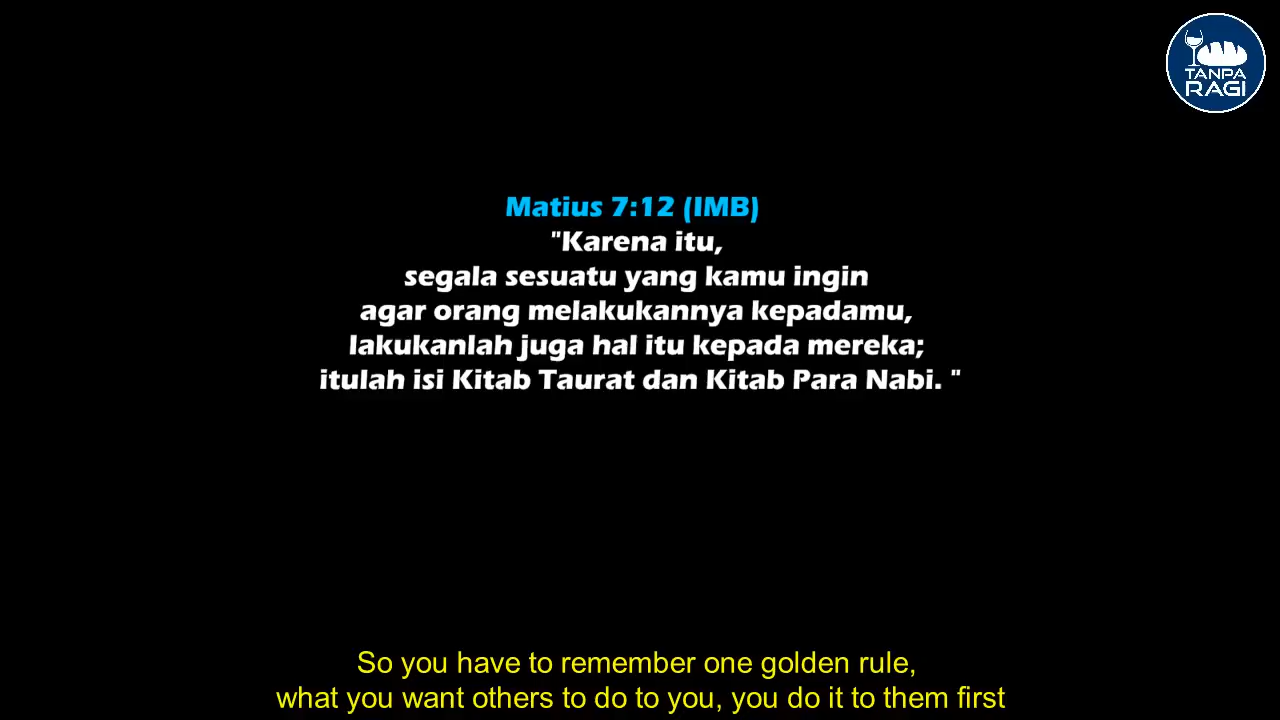 TANPA
RAGI
Matius 7:12 (IMB)
"Karena itu,
segala sesuatu yang kamu ingin
agar orang melakukannya kepadamu,
lakukanlah juga hal itu kepada mereka;
itulah isi Kitab Taurat dan Kitab Para Nabi. "
So you have to remember one golden rule,
what you want others to do to you, you do it to them first